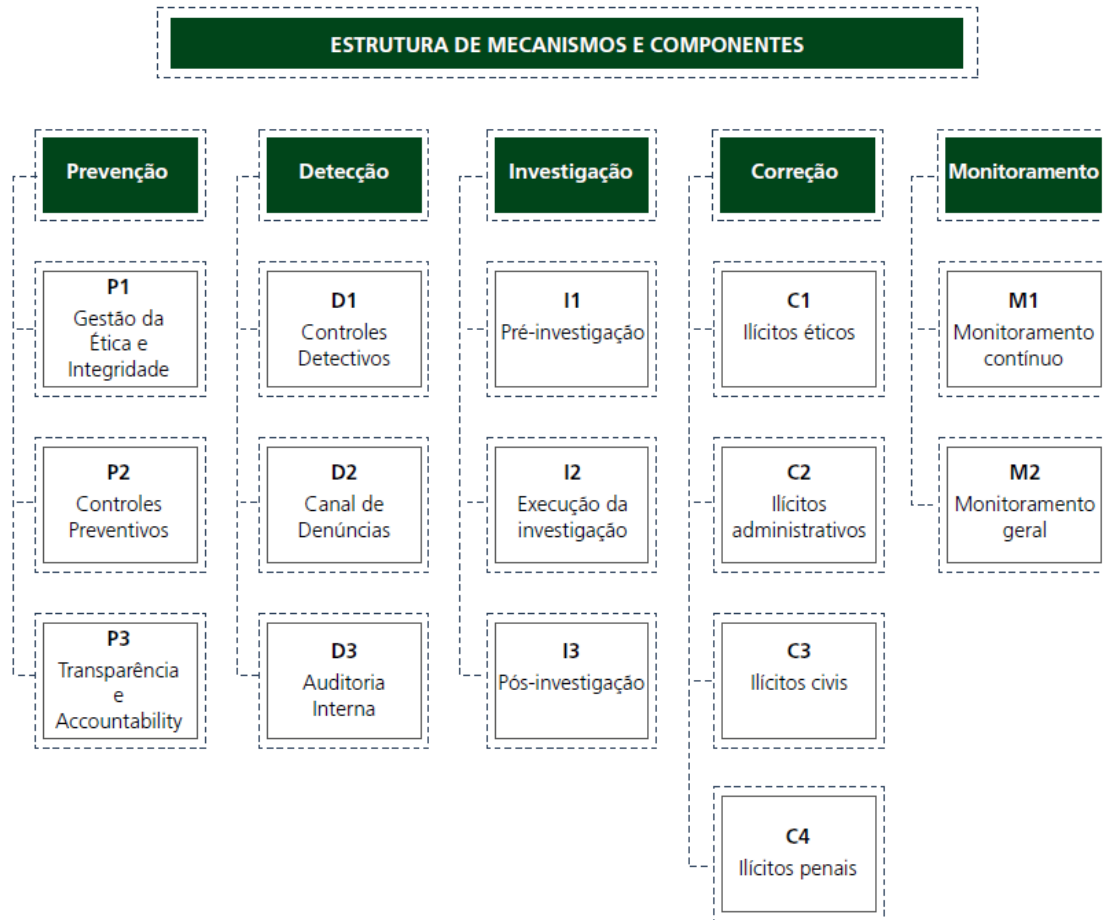 ESTRUTURA DE MECANISMOS E COMPONENTES
Prevenção
P1
Gestão da
Ética e
Integridade
P2
Controles
Preventivos
P3
Transparência
e
Accountability
Detecção
D1
Controles
Detectivos
D2
Canal de
Denúncias
D3
Auditoria
Interna
Investigação
I1
Pré-investigação
I2
Execução da
investigação
I3
Pós-investigação
Correção
C1
Ilícitos éticos
C2
Ilícitos
administrativos
C3
Ilícitos civis
C4
Ilícitos penais
Monitoramento
M1
Monitoramento
contínuo
M2
Monitoramento
geral